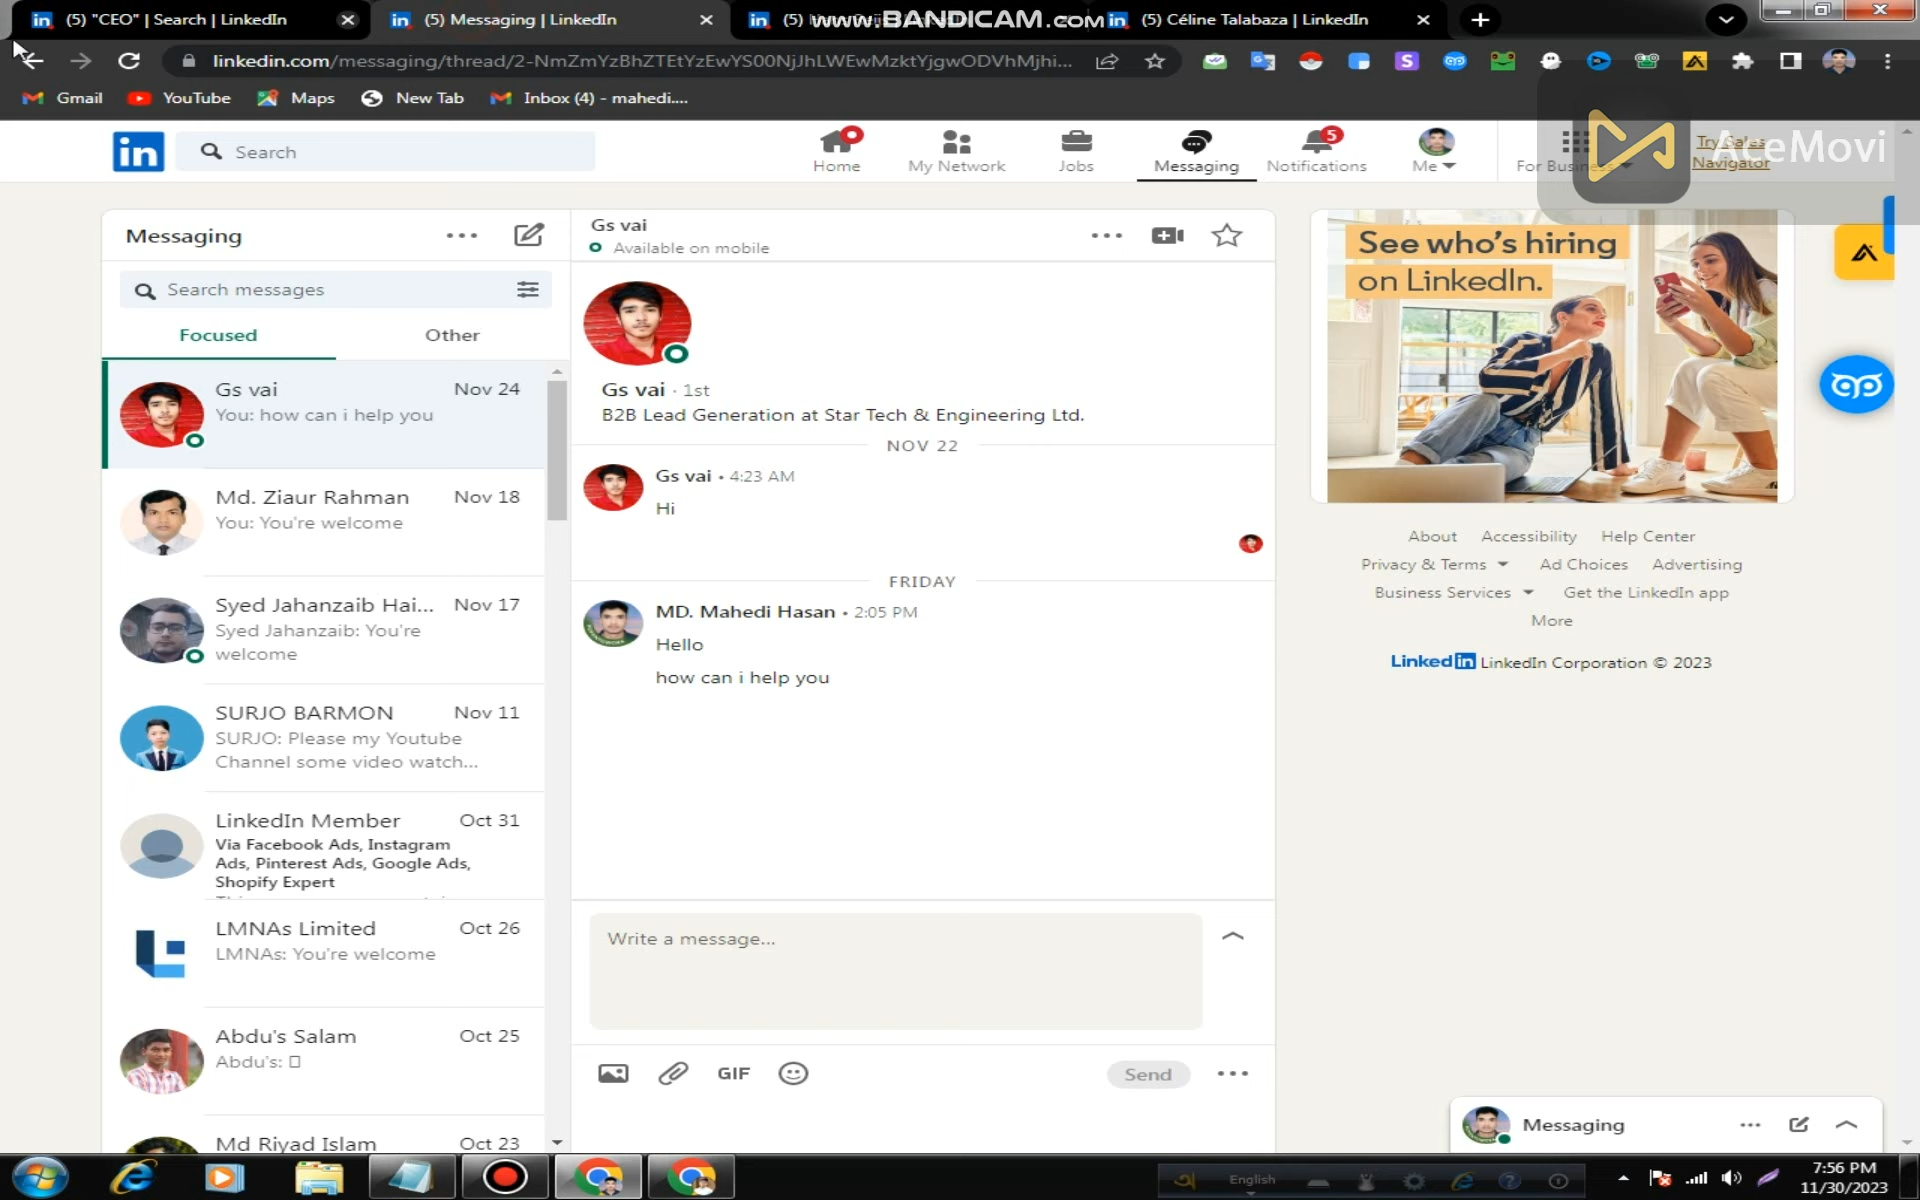 (5) "CEO" | Search | LinkedIn
(5) Messaging | LinkedIn
(5)
www.BANDICAM.com
(5) Céline Talabaza | LinkedIn
linkedin.com/messaging/thread/2-NmZmYzBhZTEtYzEwYS00NjJhLWEwMzktYjgwODVhMjhi...
Gmail
YouTube
Maps
New Tab
Inbox (4) - mahedi....
in
Search
Home
My Network
Jobs
Messaging
5
Notifications
Me
For Business
Try Sales
Navigator
AceMovi
Messaging
Search messages
Focused
Other
Gs vai
Nov 24
You: how can i help you
Md. Ziaur Rahman
Nov 18
You: You're welcome
Syed Jahanzaib Hai...
Nov 17
Syed Jahanzaib: You're
welcome
SURJO BARMON
Nov 11
SURJO: Please my Youtube
Channel some video watch...
LinkedIn Member
Oct 31
Via Facebook Ads, Instagram
Ads, Pinterest Ads, Google Ads,
Shopify Expert
LMNAs Limited
Oct 26
LMNAs: You're welcome
Abdu's Salam
Oct 25
Abdu's:
Md Riyad Islam
Oct 23
Gs vai
Available on mobile
Gs vai · 1st
B2B Lead Generation at Star Tech & Engineering Ltd.
NOV 22
Gs vai • 4:23 AM
Hi
FRIDAY
MD. Mahedi Hasan • 2:05 PM
Hello
how can i help you
Write a message...
GIF
Send
See who's hiring
on LinkedIn.
About
Accessibility
Help Center
Privacy & Terms
Ad Choices
Advertising
Business Services
Get the LinkedIn app
More
Linked in LinkedIn Corporation © 2023
Messaging
English
7:56 PM
11/30/2023